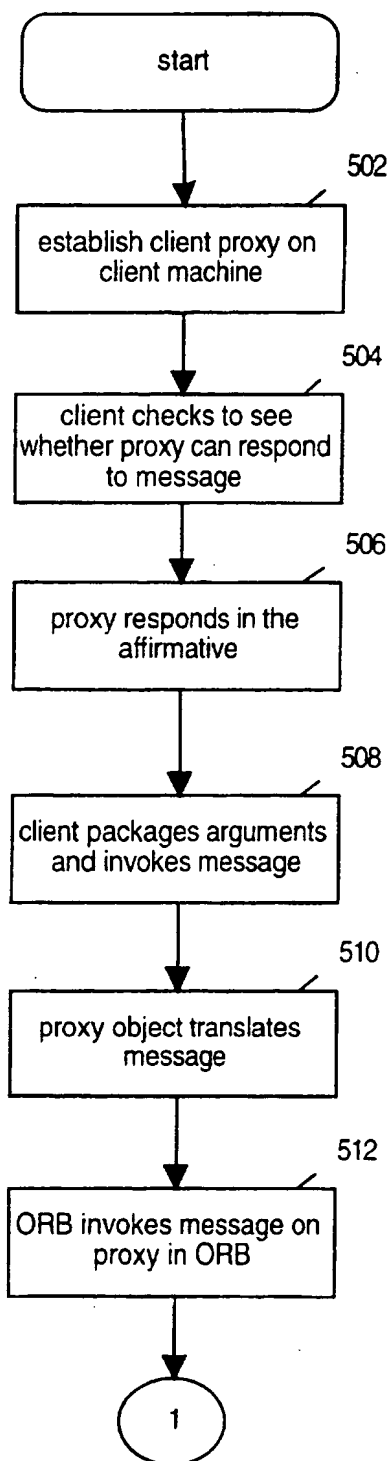 start
502
establish client proxy on
client machine
504
client checks to see
whether proxy can respond
to message
506
proxy responds in the
affirmative
508
client packages arguments
and invokes message
510
proxy object translates
message
512
ORB invokes message on
proxy in ORB
1